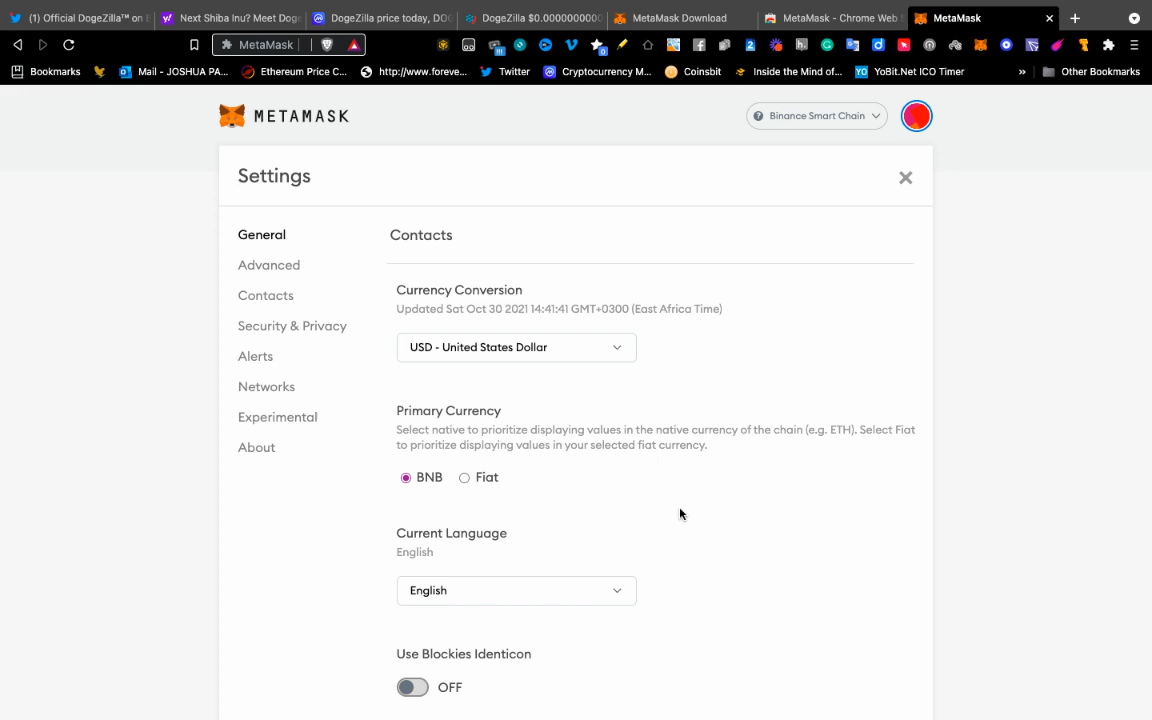 (1) Official DogeZilla™ on
Next Shiba Inu? Meet Doge
DogeZilla price today, DO
DogeZilla $0.0000000000
MetaMask Download
MetaMask - Chrome Web
MetaMask
MetaMask
Bookmarks
Mail - JOSHUA PA...
Ethereum Price C...
http://www.foreve...
Twitter
Cryptocurrency M...
Coinsbit
Inside the Mind of...
YO YoBit.Net ICO Timer
»
Other Bookmarks
METAMASK
Binance Smart Chain
Settings
General
Advanced
Contacts
Security & Privacy
Alerts
Networks
Experimental
About
Contacts
Currency Conversion
Updated Sat Oct 30 2021 14:41:41 GMT+0300 (East Africa Time)
USD - United States Dollar
Primary Currency
Select native to prioritize displaying values in the native currency of the chain (e.g. ETH). Select Fiat
to prioritize displaying values in your selected fiat currency.
BNB Fiat
Current Language
English
English
Use Blockies Identicon
OFF